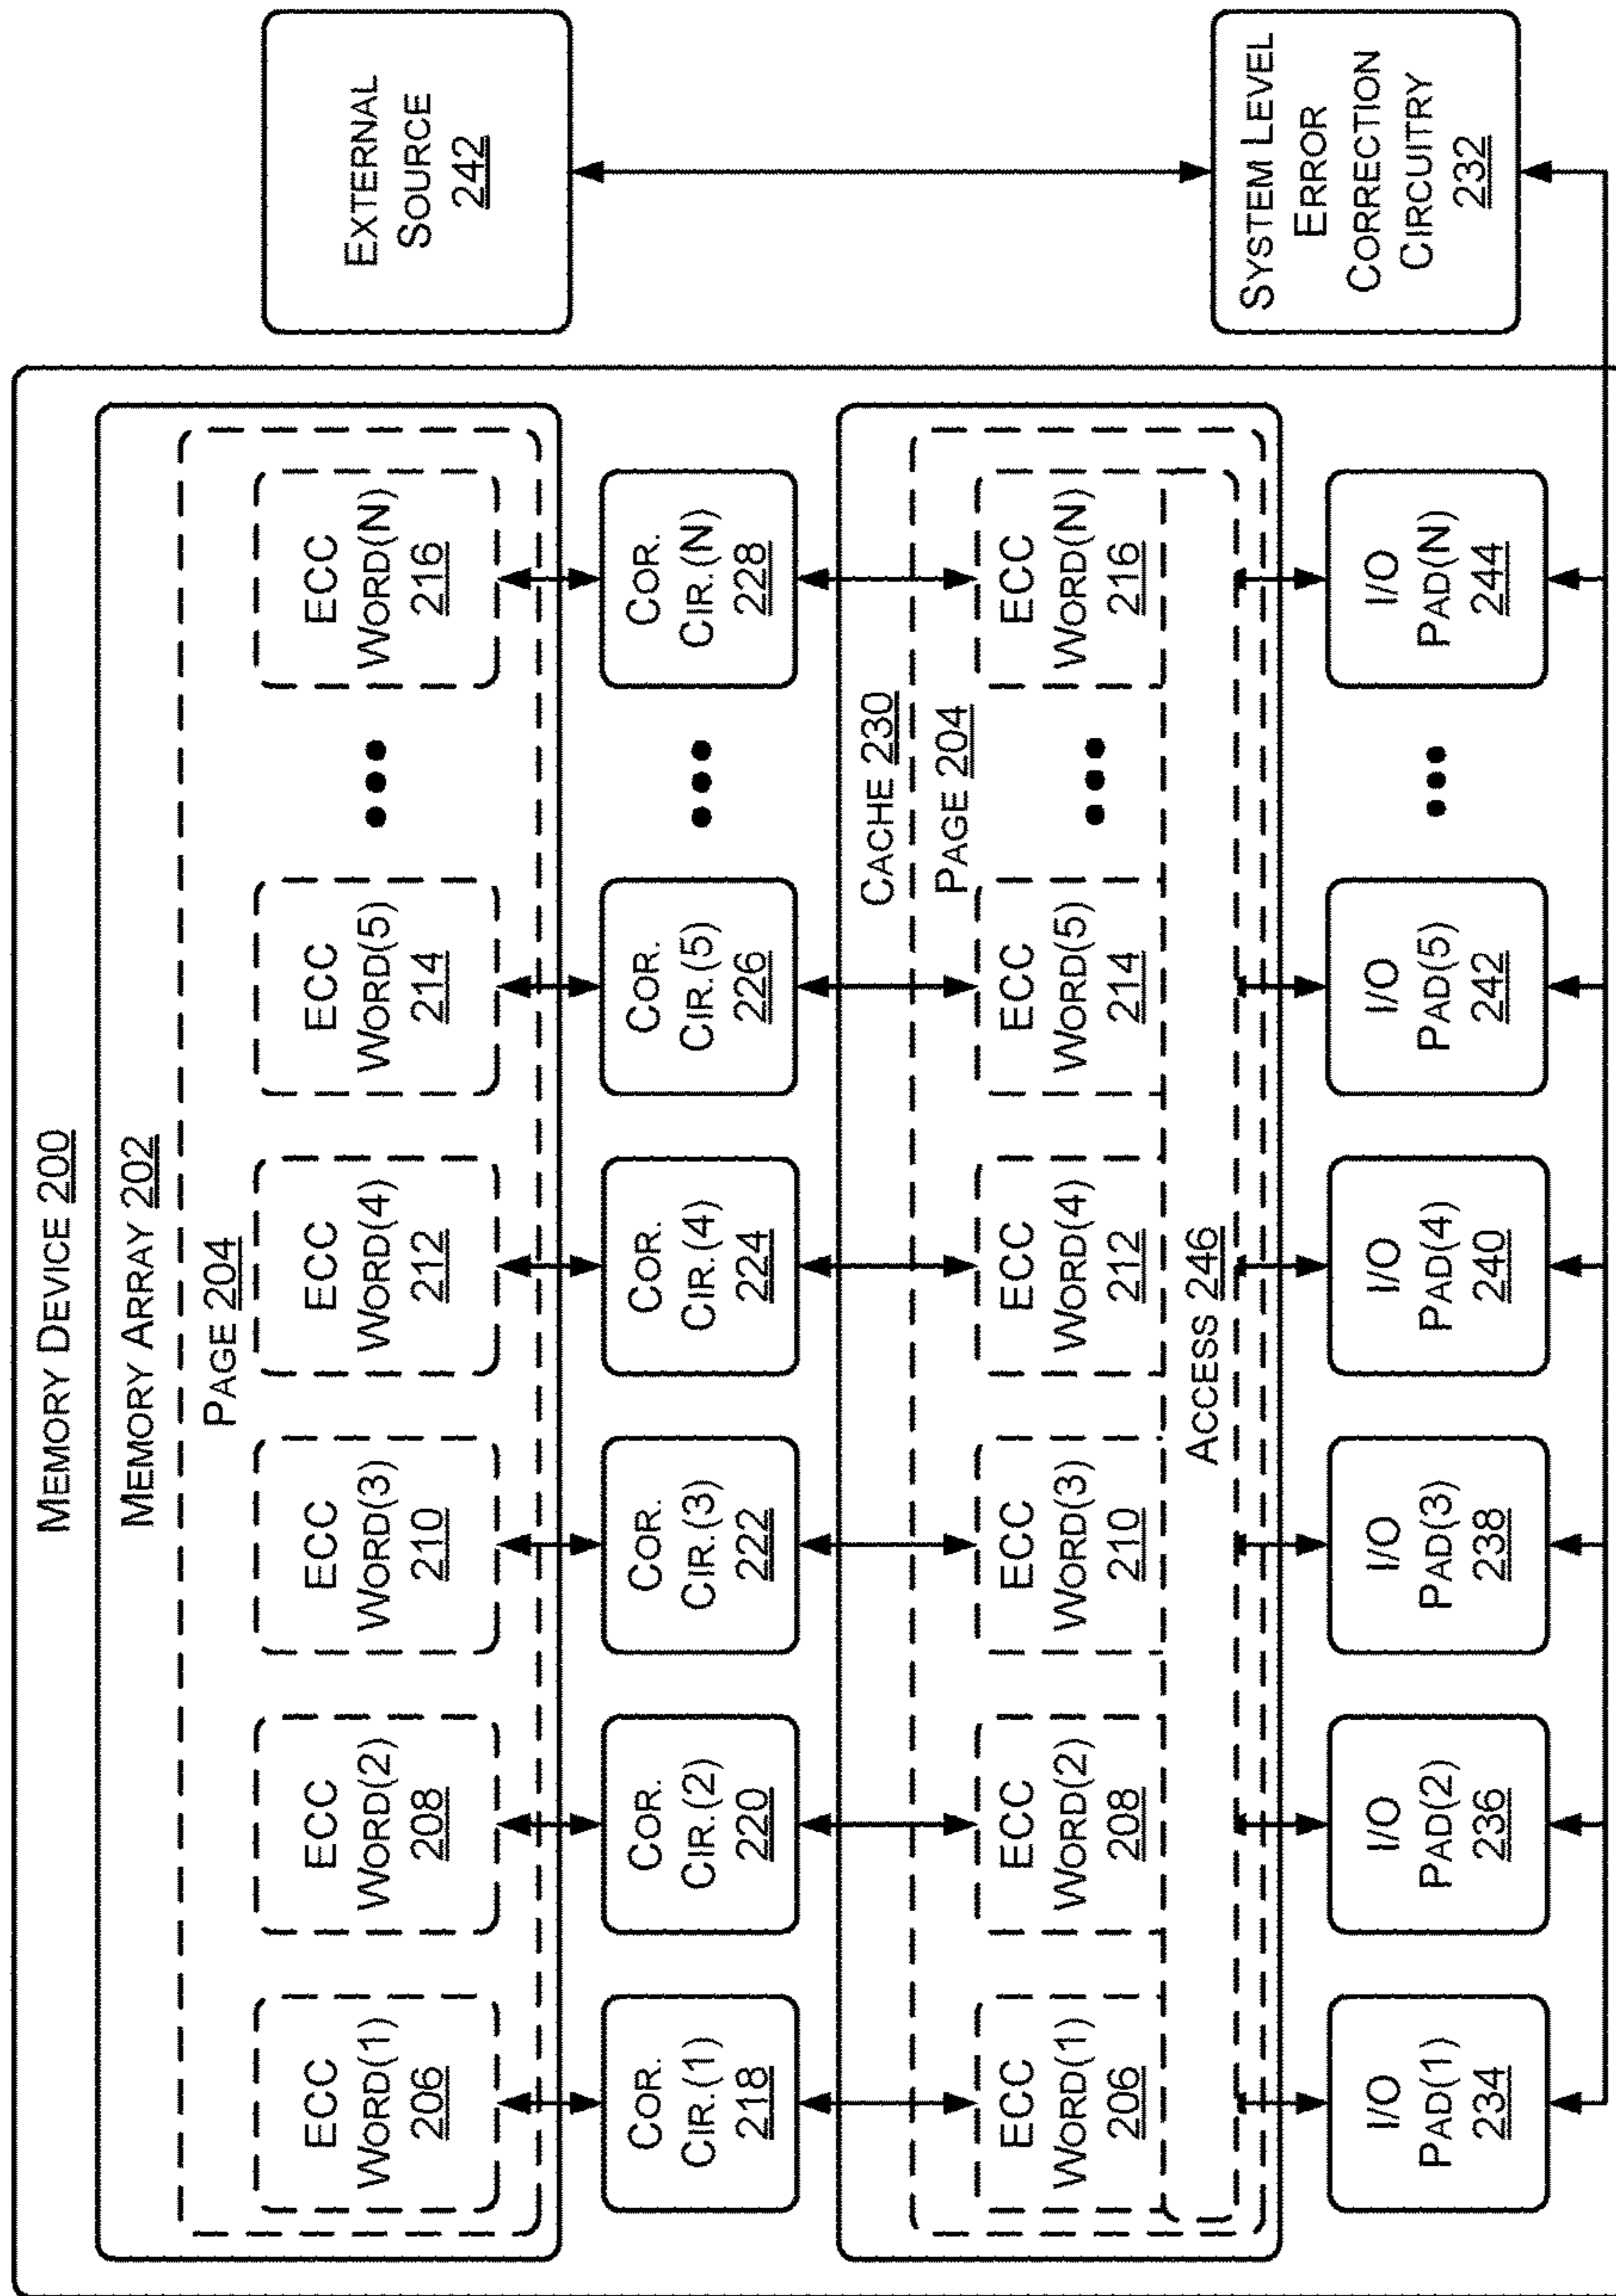 MEMORY DEVICE 200
MEMORY ARRAY 202
PAGE 204
ECC
WORD(1)
206
ECC
WORD(2)
208
ECC
WORD(3)
210
ECC
WORD(4)
212
ECC
WORD(5)
214
ECC
WORD(N)
216
COR.
CIR.(1)
218
COR.
CIR.(2)
220
COR.
CIR.(3)
222
COR.
CIR.(4)
224
COR.
CIR.(5)
226
COR.
CIR.(N)
228
CACHE 230
PAGE 204
ECC
WORD(1)
206
ECC
WORD(2)
208
ECC
WORD(3)
210
ECC
WORD(4)
212
ECC
WORD(5)
214
ECC
WORD(N)
216
ACCESS 246
I/O
PAD(1)
234
I/O
PAD(2)
236
I/O
PAD(3)
238
I/O
PAD(4)
240
I/O
PAD(5)
242
I/O
PAD(N)
244
EXTERNAL
SOURCE
242
SYSTEM LEVEL
ERROR
CORRECTION
CIRCUITRY
232